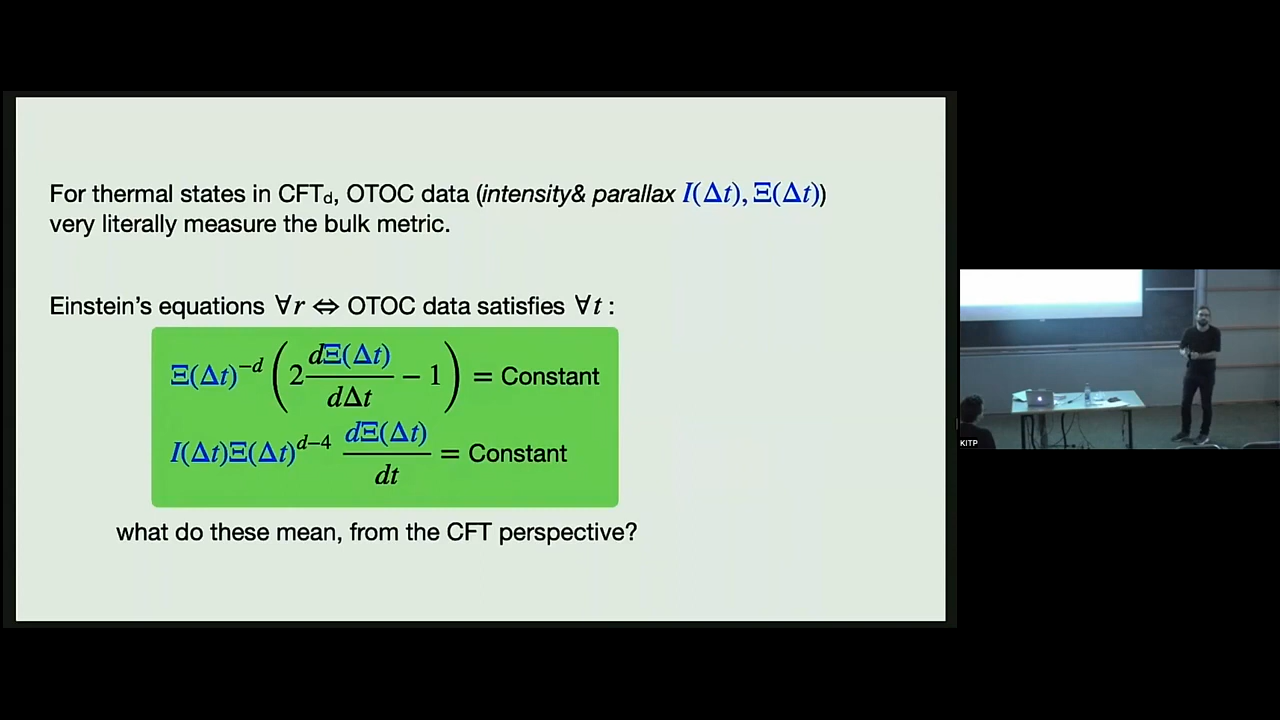 For thermal states in CFTd, OTOC data (intensity& parallax I(Δt), Ξ(Δt))
very literally measure the bulk metric.
Einstein's equations ∀r ⇔ OTOC data satisfies ∀t :
Ξ(Δt)^{-d} (2 dΞ(Δt)/dΔt − 1) = Constant
I(Δt)Ξ(Δt)^{d−4} dΞ(Δt)/dt = Constant
what do these mean, from the CFT perspective?
KITP